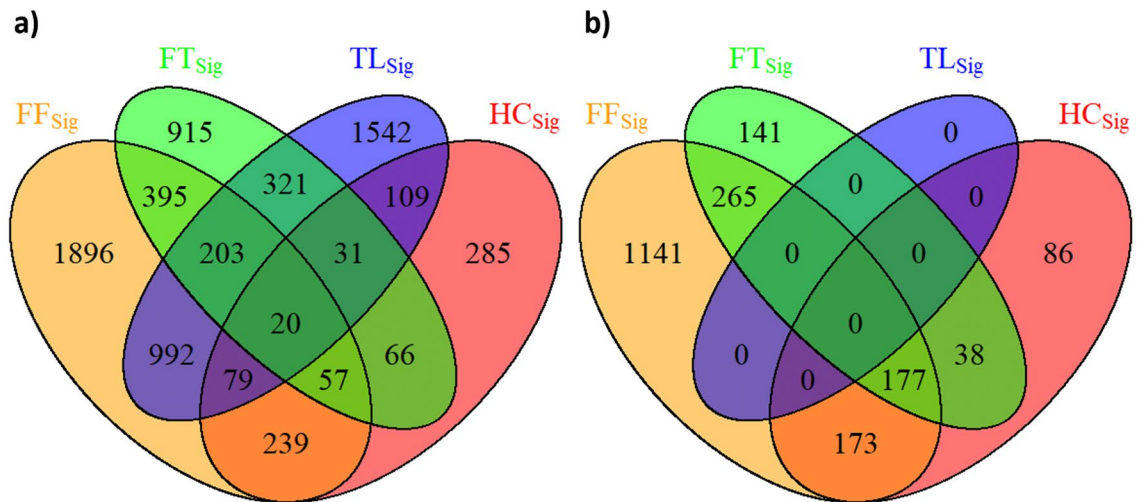 a)
FT_Sig TL_Sig
FF_Sig HC_Sig
915 1542
395 321 109
1896 203 31 285
20
992 79 57 66
239
b)
FT_Sig TL_Sig
FF_Sig HC_Sig
141 0
265 0 0
1141 0 0 86
0
0 0 177 38
173